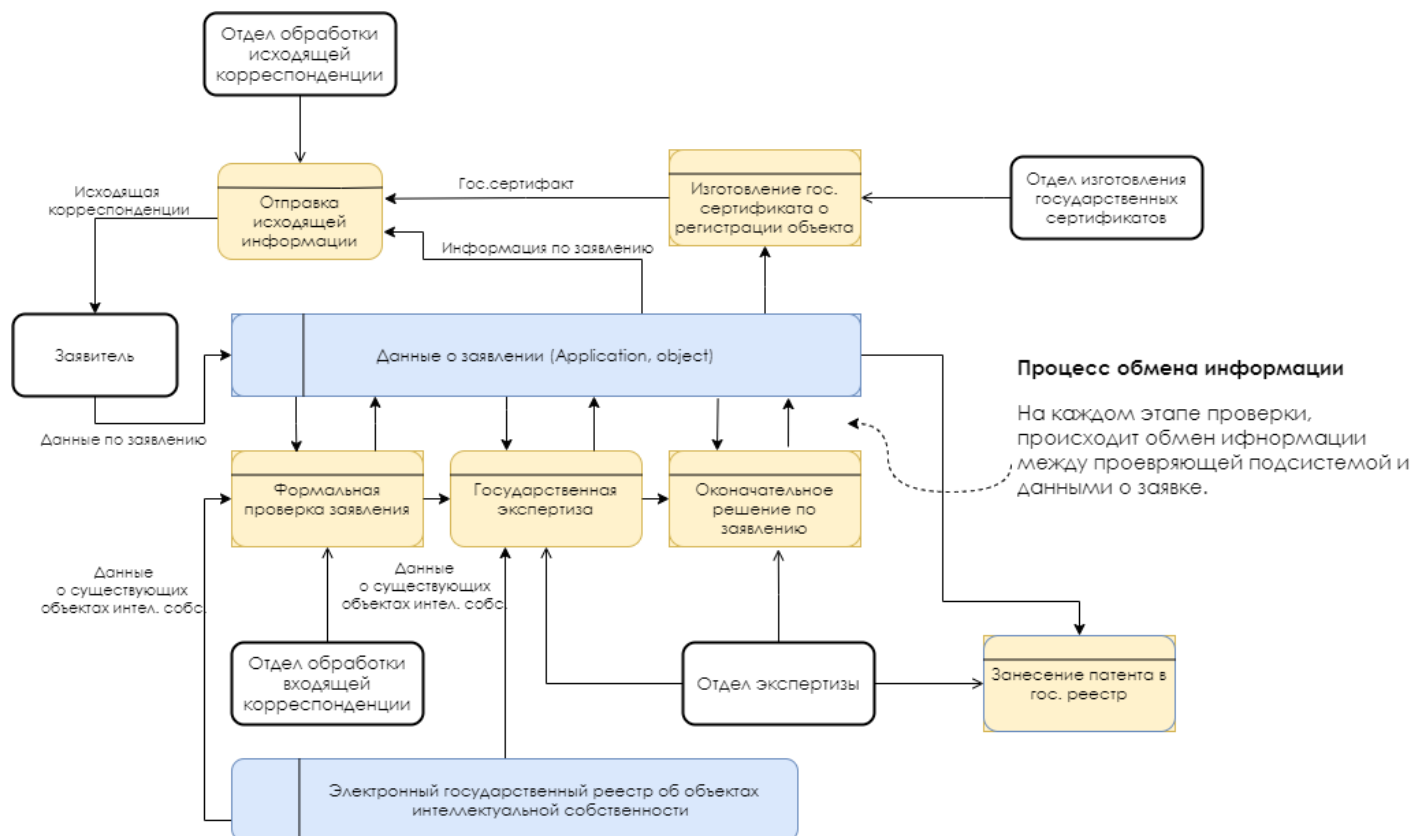 Отдел обработки
исходящей
корреспонденции
Исходящая
корреспонденции
Отправка
исходящей
информации
Гос.сертифакт
Изготовление гос.
сертификата о
регистрации объекта
Отдел изготовления
государственных
сертификатов
Информация по заявлению
Заявитель
Данные о заявлении (Application, object)
Процесс обмена информации
На каждом этапе проверки,
происходит обмен ифнормации
между проевряющей подсистемой и
данными о заявке.
Данные по заявлению
Формальная
проверка заявления
Государственная
экспертиза
Оконачательное
решение по
заявлению
Данные
о существующих
объектах интел. собс.
Данные
о существующих
объектах интел. собс.
Отдел обработки
входящей
корреспонденции
Отдел экспертизы
Занесение патента в
гос. реестр
Электронный государственный реестр об объектах
интеллектуальной собственности